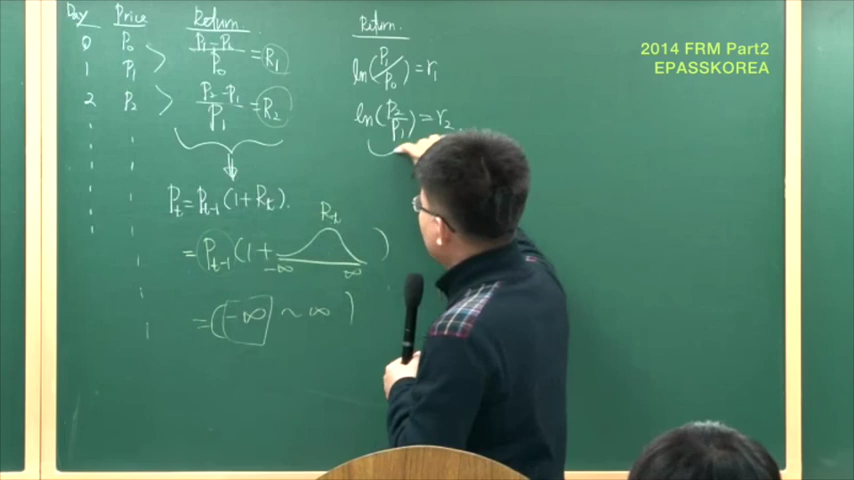 2014 FRM Part2
EPASSKOREA
Day Price Return
0 P₀ (P₁-P₀)/P₀ = R₁
1 P₁
2 P₂ (P₂-P₁)/P₁ = R₂
Pₜ = Pₜ₋₁(1+Rₜ).
Rₜ
= Pₜ₋₁(1+ -∞ ∞ )
= (-∞ ~ ∞ )
Return.
ln(P₁/P₀) = r₁
ln(P₂/P₁) = r₂